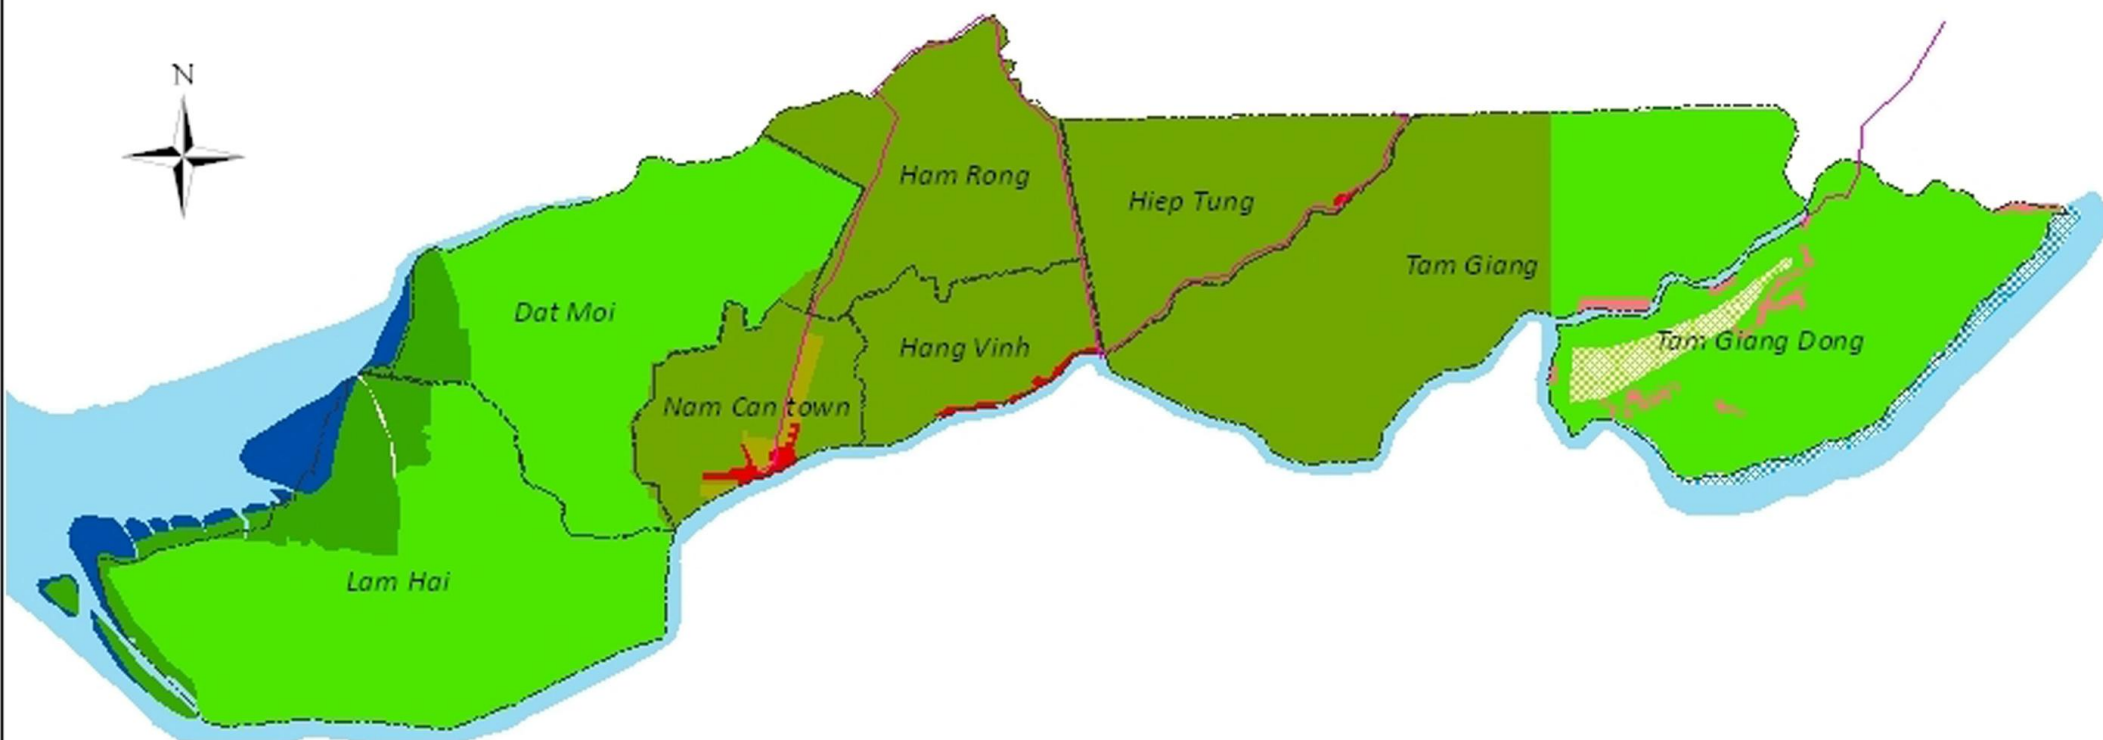 N
Ham Rong
Hiep Tung
Tam Giang
Dat Moi
Hang Vinh
Tam Giang Dong
Nam Can town
Lam Hai